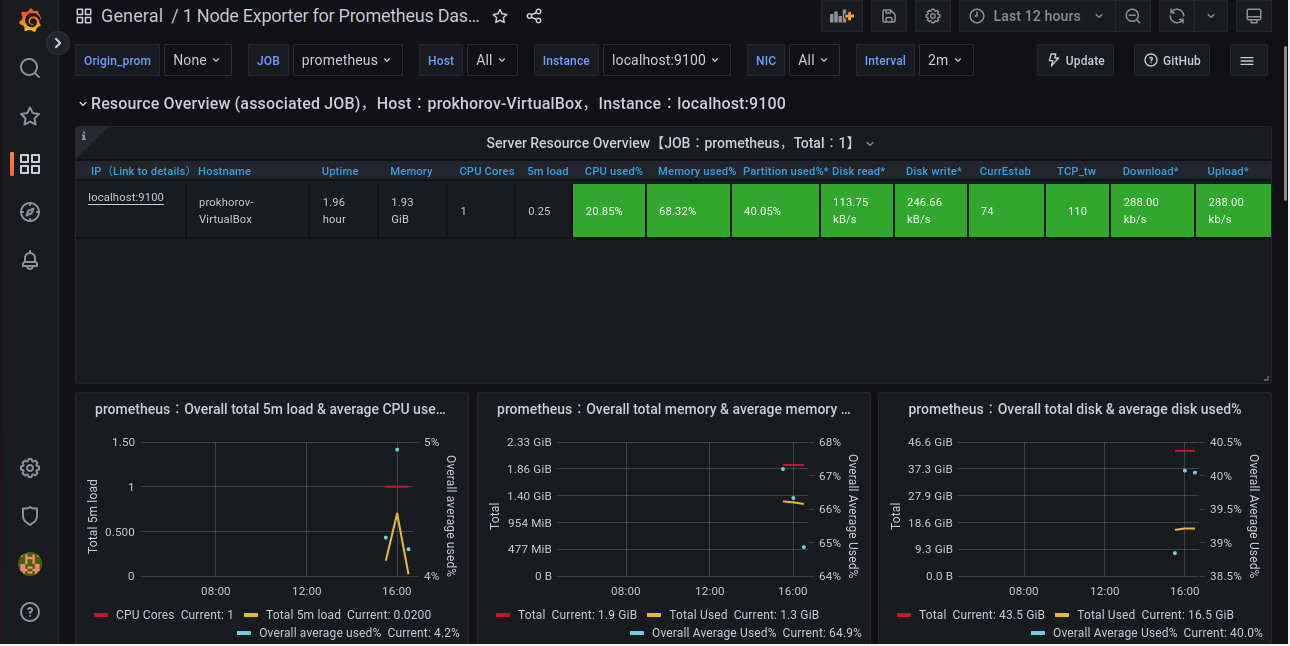 General / 1 Node Exporter for Prometheus Das...
Last 12 hours
Origin_prom None JOB prometheus Host All Instance localhost:9100 NIC All Interval 2m Update GitHub
Resource Overview (associated JOB)，Host：prokhorov-VirtualBox，Instance：localhost:9100
i
Server Resource Overview【JOB：prometheus，Total：1】
IP（Link to details） Hostname Uptime Memory CPU Cores 5m load CPU used% Memory used% Partition used%* Disk read* Disk write* CurrEstab TCP_tw Download* Upload*
localhost:9100 prokhorov-VirtualBox 1.96 hour 1.93 GiB 1 0.25 20.85% 68.32% 40.05% 113.75 kB/s 246.66 kB/s 74 110 288.00 kb/s 288.00 kb/s
prometheus：Overall total 5m load & average CPU use...
Total 5m load
1.50
1
0.500
0
5%
4%
Overall average used%
08:00 12:00 16:00
CPU Cores Current: 1 Total 5m load Current: 0.0200
Overall average used% Current: 4.2%
prometheus：Overall total memory & average memory ...
Total
2.33 GiB
1.86 GiB
1.40 GiB
954 MiB
477 MiB
0 B
68%
67%
66%
65%
64%
Overall Average Used%
08:00 12:00 16:00
Total Current: 1.9 GiB Total Used Current: 1.3 GiB
Overall Average Used% Current: 64.9%
prometheus：Overall total disk & average disk used%
Total
46.6 GiB
37.3 GiB
27.9 GiB
18.6 GiB
9.3 GiB
0.0 B
40.5%
40%
39.5%
39%
38.5%
Overall Average Used%
08:00 12:00 16:00
Total Current: 43.5 GiB Total Used Current: 16.5 GiB
Overall Average Used% Current: 40.0%